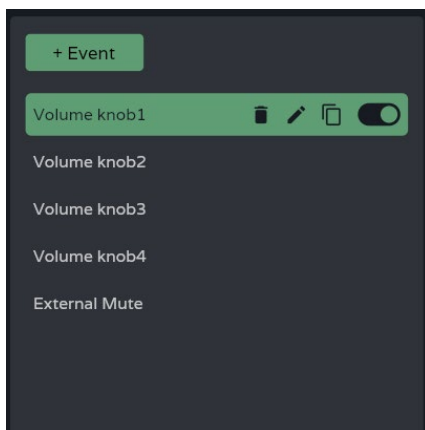 + Event
Volume knob1
Volume knob2
Volume knob3
Volume knob4
External Mute